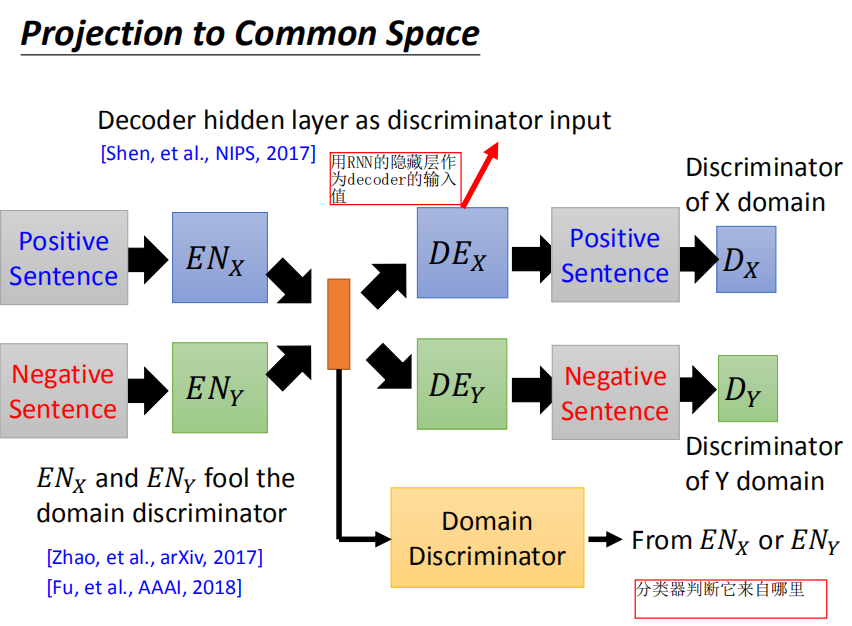 Projection to Common Space
Decoder hidden layer as discriminator input
[Shen, et al., NIPS, 2017]
用RNN的隐藏层作
为decoder的输入
值
Discriminator
of X domain
Positive
Sentence
EN_X
DE_X
Positive
Sentence
D_X
Negative
Sentence
EN_Y
DE_Y
Negative
Sentence
D_Y
Discriminator
of Y domain
EN_X and EN_Y fool the
domain discriminator
[Zhao, et al., arXiv, 2017]
[Fu, et al., AAAI, 2018]
Domain
Discriminator
From EN_X or EN_Y
分类器判断它来自哪里